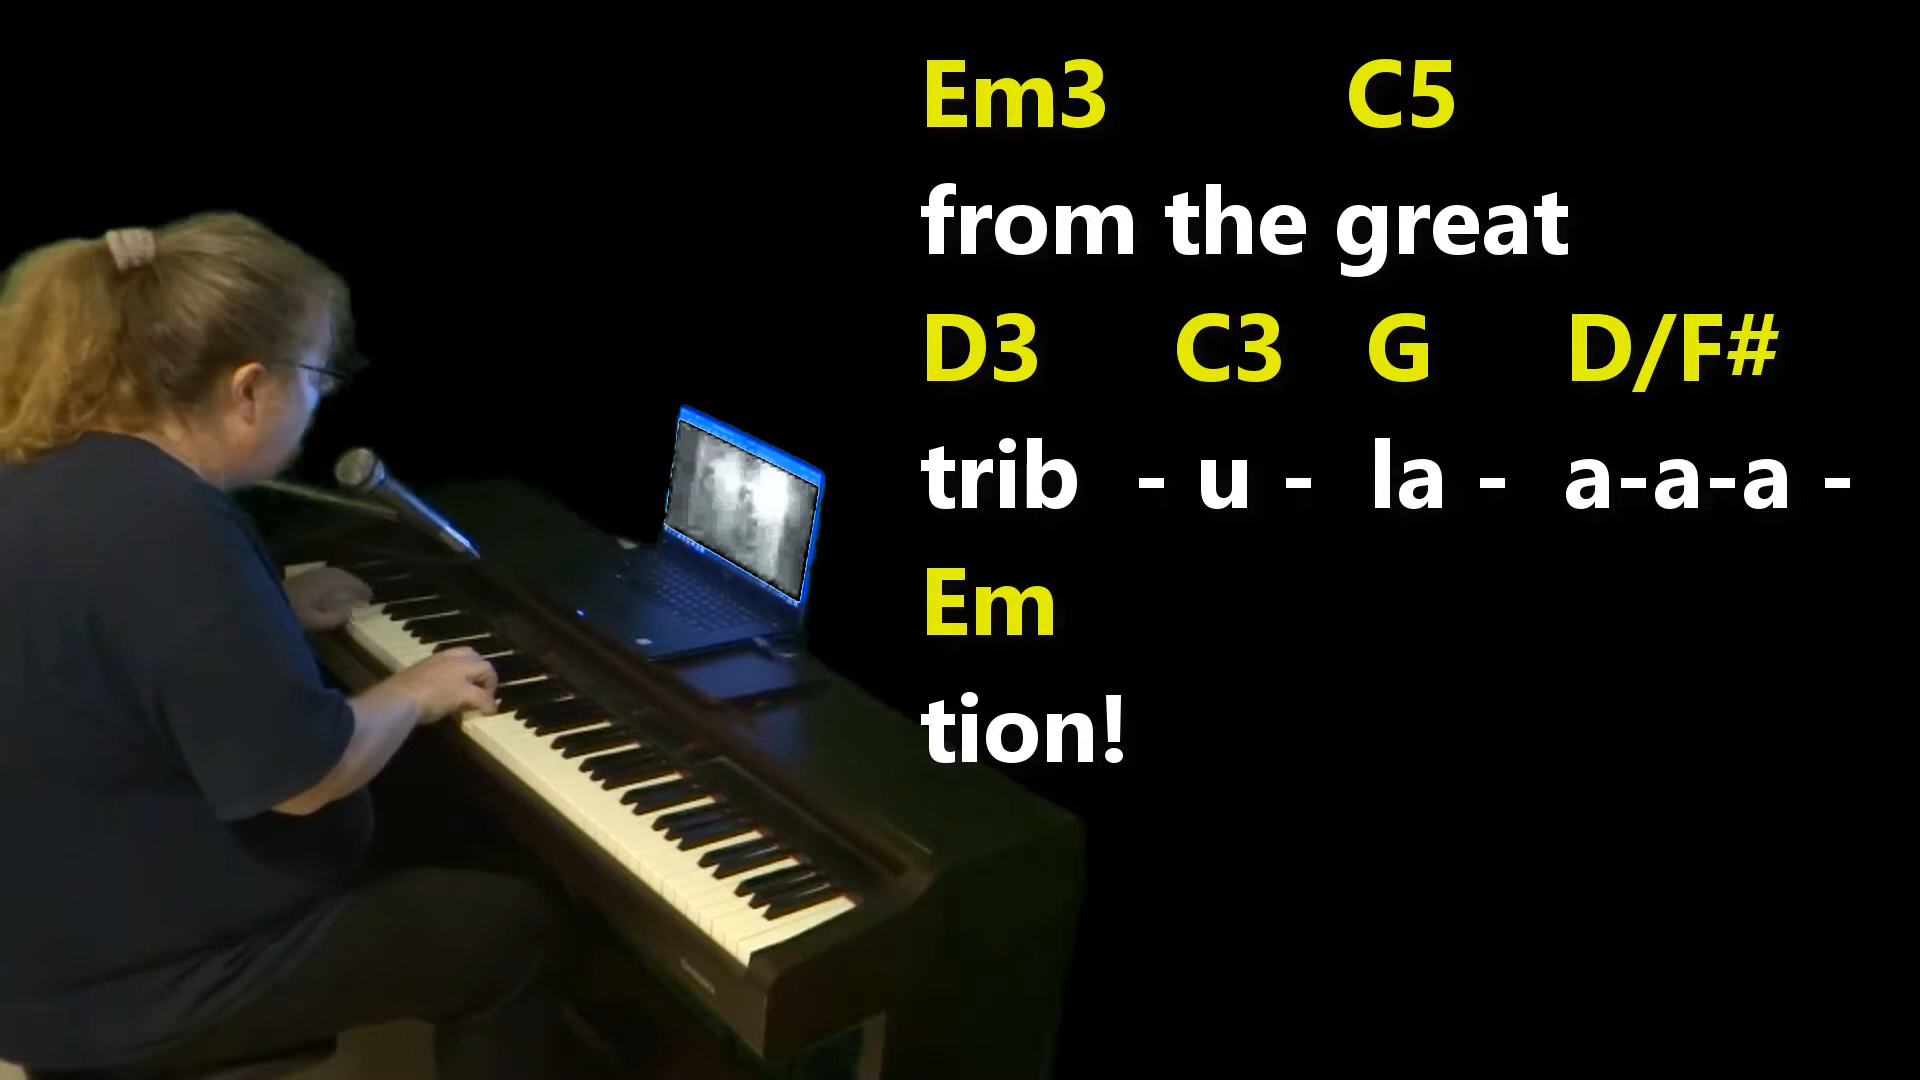 Em3 C5
from the great
D3 C3 G D/F#
trib - u - la - a-a-a -
Em
tion!